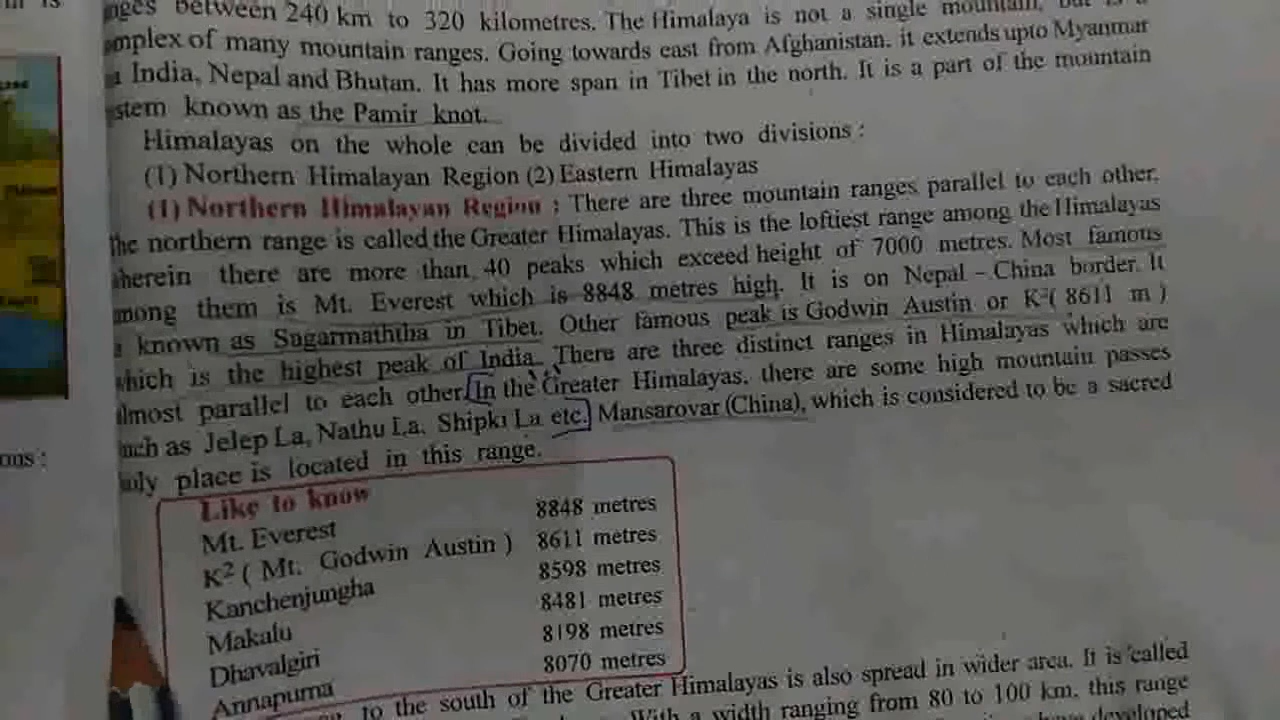 nges between 240 km to 320 kilometres. The Himalaya is not a single mountain, but is a
omplex of many mountain ranges. Going towards east from Afghanistan, it extends upto Myanmar
India, Nepal and Bhutan. It has more span in Tibet in the north. It is a part of the mountain
stem known as the Pamir knot.
Himalayas on the whole can be divided into two divisions :
(1) Northern Himalayan Region (2) Eastern Himalayas
(1) Northern Himalayan Region : There are three mountain ranges parallel to each other.
The northern range is called the Greater Himalayas. This is the loftiest range among the Himalayas
wherein there are more than 40 peaks which exceed height of 7000 metres. Most famous
among them is Mt. Everest which is 8848 metres high. It is on Nepal – China border. It
known as Sagarmaththa in Tibet. Other famous peak is Godwin Austin or K²( 8611 m )
which is the highest peak of India. There are three distinct ranges in Himalayas which are
almost parallel to each other. In the Greater Himalayas, there are some high mountain passes
such as Jelep La, Nathu La, Shipki La etc. Mansarovar (China), which is considered to be a sacred
holy place is located in this range.
ons :
Like to know
Mt. Everest 8848 metres
K² ( Mt. Godwin Austin ) 8611 metres
Kanchenjungha 8598 metres
Makalu 8481 metres
Dhavalgiri 8198 metres
Annapurna 8070 metres
to the south of the Greater Himalayas is also spread in wider area. It is called
With a width ranging from 80 to 100 km, this range
developed